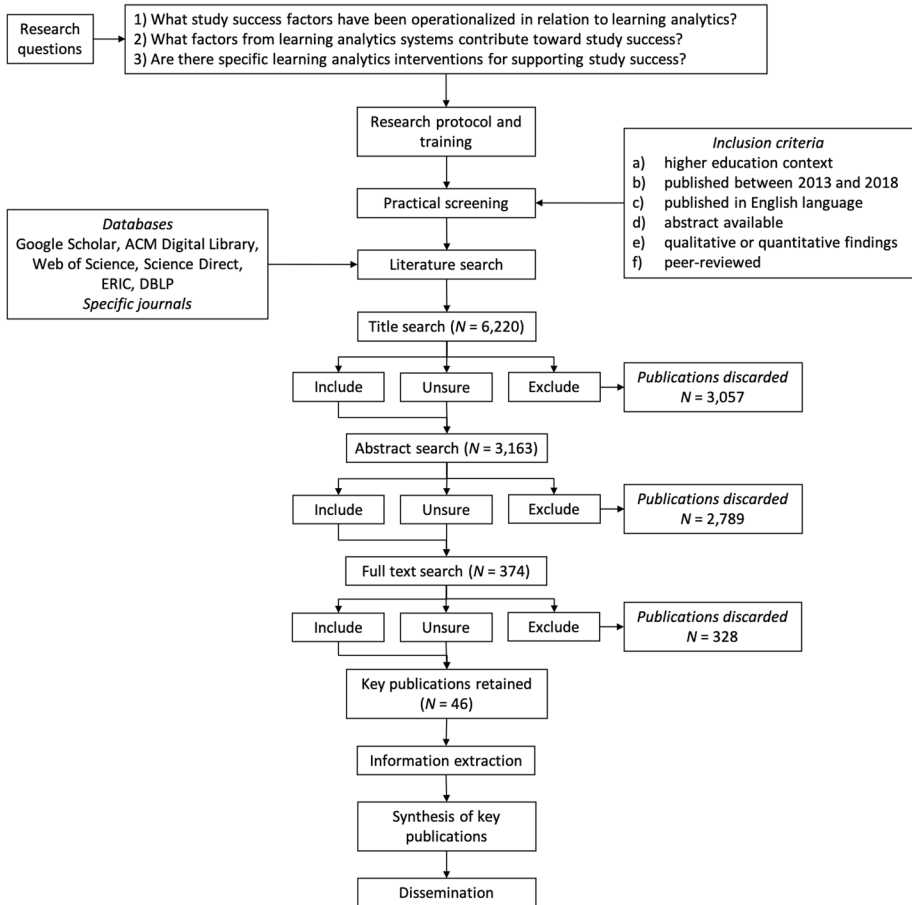 Research
questions
1) What study success factors have been operationalized in relation to learning analytics?
2) What factors from learning analytics systems contribute toward study success?
3) Are there specific learning analytics interventions for supporting study success?
Research protocol and
training
Inclusion criteria
a) higher education context
b) published between 2013 and 2018
c) published in English language
d) abstract available
e) qualitative or quantitative findings
f) peer-reviewed
Practical screening
Databases
Google Scholar, ACM Digital Library,
Web of Science, Science Direct,
ERIC, DBLP
Specific journals
Literature search
Title search (N = 6,220)
Include
Unsure
Exclude
Publications discarded
N = 3,057
Abstract search (N = 3,163)
Include
Unsure
Exclude
Publications discarded
N = 2,789
Full text search (N = 374)
Include
Unsure
Exclude
Publications discarded
N = 328
Key publications retained
(N = 46)
Information extraction
Synthesis of key
publications
Dissemination